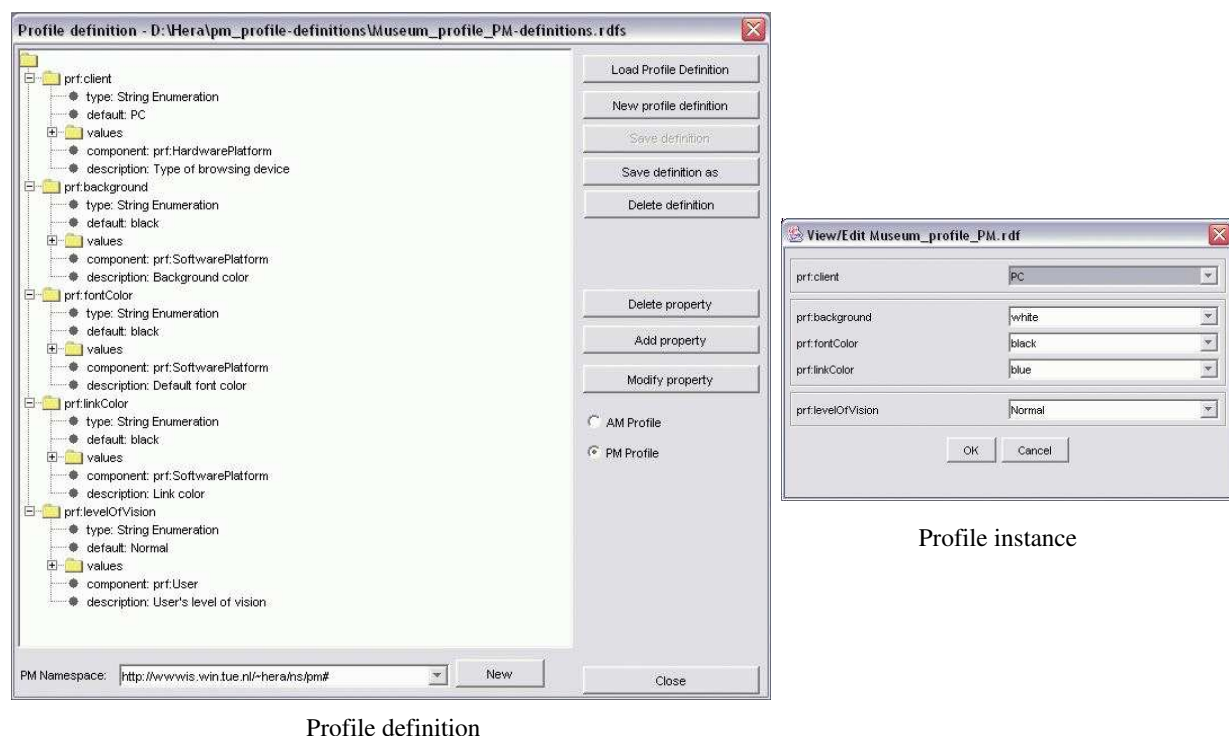 Profile definition - D:\Hera\pm_profile-definitions\Museum_profile_PM-definitions.rdfs
prf:client
type: String Enumeration
default: PC
values
component: prf:HardwarePlatform
description: Type of browsing device
prf:background
type: String Enumeration
default: black
values
component: prf:SoftwarePlatform
description: Background color
prf:fontColor
type: String Enumeration
default: black
values
component: prf:SoftwarePlatform
description: Default font color
prf:linkColor
type: String Enumeration
default: black
values
component: prf:SoftwarePlatform
description: Link color
prf:levelOfVision
type: String Enumeration
default: Normal
values
component: prf:User
description: User's level of vision
Load Profile Definition
New profile definition
Save definition
Save definition as
Delete definition
Delete property
Add property
Modify property
AM Profile
PM Profile
PM Namespace: http://wwwis.win.tue.nl/~hera/ns/pm# New
Close
Profile definition
View/Edit Museum_profile_PM.rdf
prf:client PC
prf:background white
prf:fontColor black
prf:linkColor blue
prf:levelOfVision Normal
OK Cancel
Profile instance